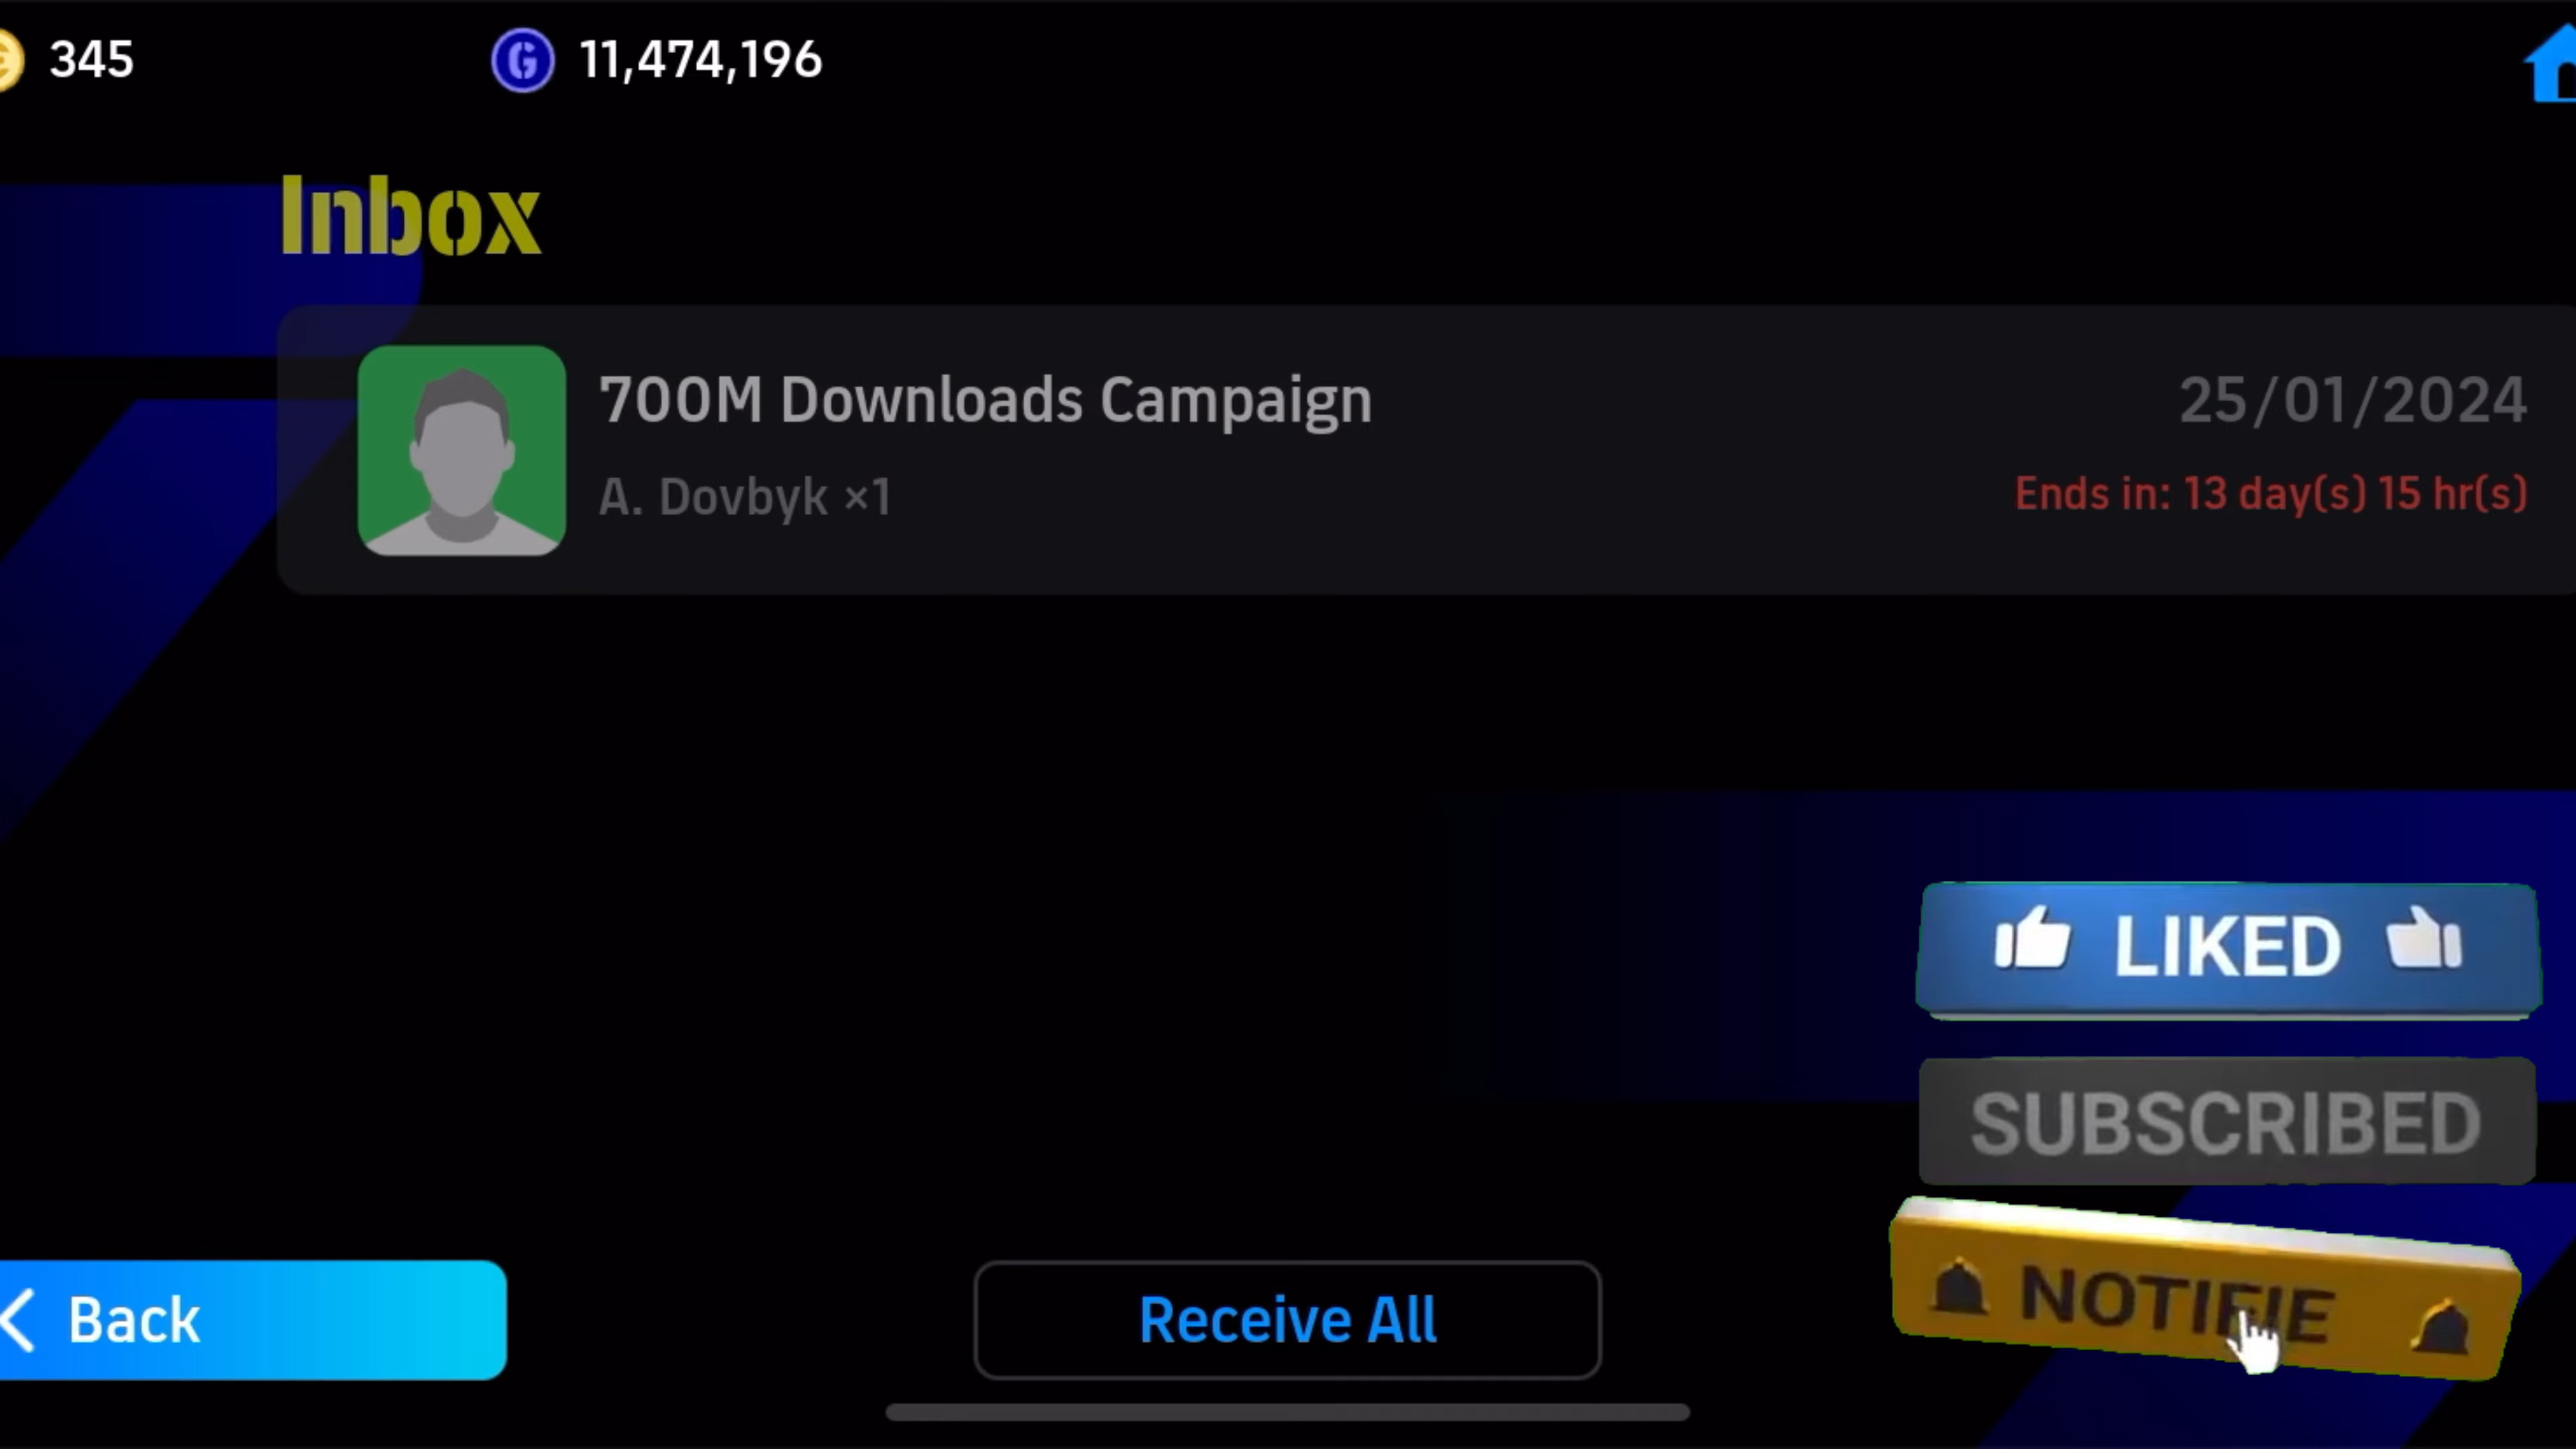 345
11,474,196
Inbox
700M Downloads Campaign
25/01/2024
A. Dovbyk ×1
Ends in: 13 day(s) 15 hr(s)
LIKED
SUBSCRIBED
NOTIFIE
Back
Receive All